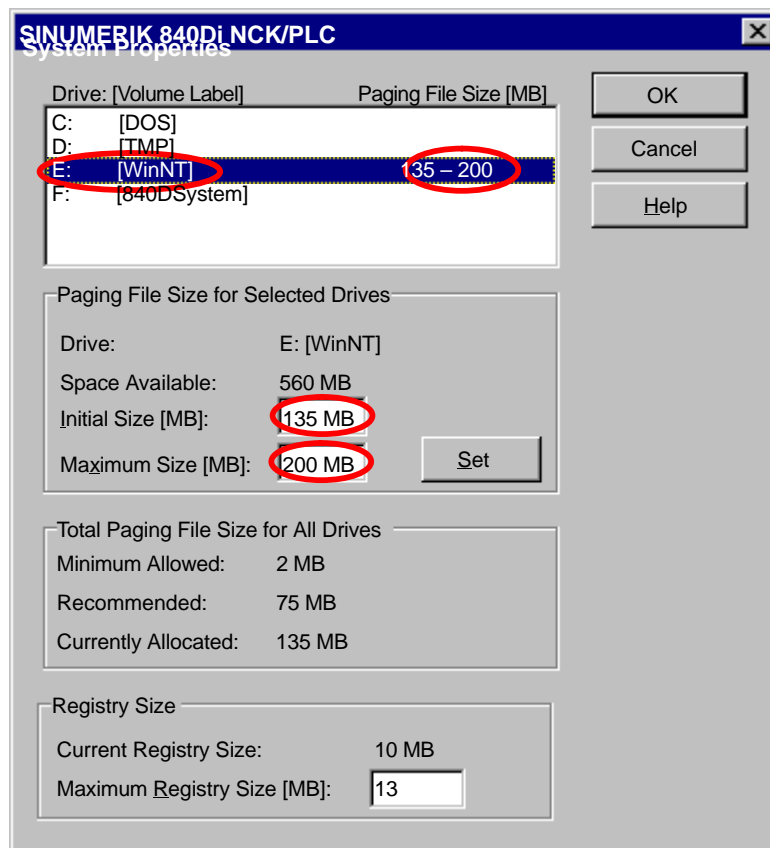 SINUMERIK 840Di NCK/PLC
System Properties
Drive: [Volume Label] Paging File Size [MB]
C: [DOS]
D: [TMP]
E: [WinNT] 135 – 200
F: [840DSystem]
OK
Cancel
Help
Paging File Size for Selected Drives
Drive: E: [WinNT]
Space Available: 560 MB
Initial Size [MB]: 135 MB
Maximum Size [MB]: 200 MB
Set
Total Paging File Size for All Drives
Minimum Allowed: 2 MB
Recommended: 75 MB
Currently Allocated: 135 MB
Registry Size
Current Registry Size: 10 MB
Maximum Registry Size [MB]: 13